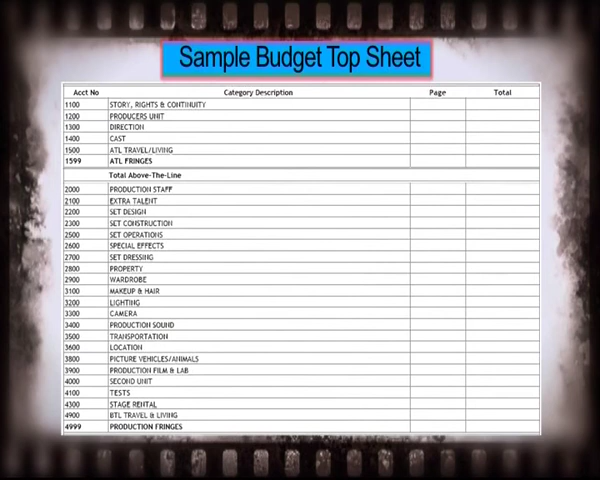 Sample Budget Top Sheet
Acct No Category Description Page Total
1100 STORY, RIGHTS & CONTINUITY
1200 PRODUCERS UNIT
1300 DIRECTION
1400 CAST
1500 ATL TRAVEL/LIVING
1599 ATL FRINGES
Total Above-The-Line
2000 PRODUCTION STAFF
2100 EXTRA TALENT
2200 SET DESIGN
2300 SET CONSTRUCTION
2500 SET OPERATIONS
2600 SPECIAL EFFECTS
2700 SET DRESSING
2800 PROPERTY
2900 WARDROBE
3100 MAKEUP & HAIR
3200 LIGHTING
3300 CAMERA
3400 PRODUCTION SOUND
3500 TRANSPORTATION
3600 LOCATION
3800 PICTURE VEHICLES/ANIMALS
3900 PRODUCTION FILM & LAB
4000 SECOND UNIT
4100 TESTS
4300 STAGE RENTAL
4900 BTL TRAVEL & LIVING
4999 PRODUCTION FRINGES